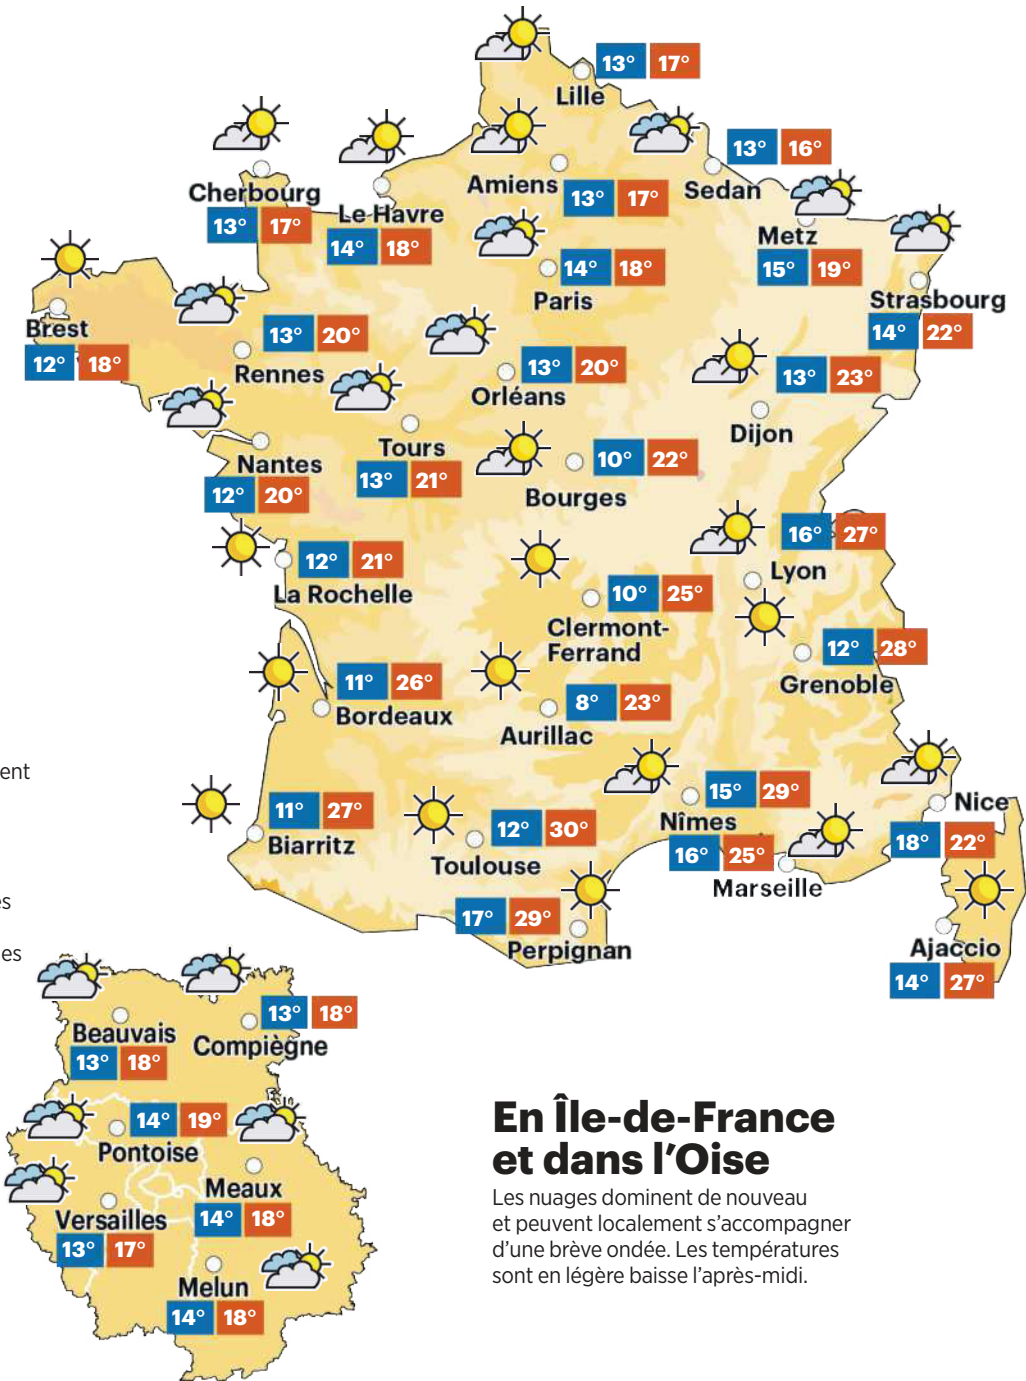 13° 17°
Lille
13° 16°
Sedan
Amiens
13° 17°
Cherbourg
13° 17°
Le Havre
14° 18°
Metz
15° 19°
14° 18°
Paris
Strasbourg
14° 22°
Brest
12° 18°
13° 20°
Rennes
13° 20°
Orléans
13° 23°
Dijon
Tours
13° 21°
Nantes
12° 20°
10° 22°
Bourges
16° 27°
Lyon
12° 21°
La Rochelle
10° 25°
Clermont-
Ferrand
12° 28°
Grenoble
11° 26°
Bordeaux
8° 23°
Aurillac
ent
11° 27°
Biarritz
12° 30°
Toulouse
15° 29°
Nîmes
16° 25°
Marseille
Nice
18° 22°
17° 29°
Perpignan
Ajaccio
14° 27°
es
es
Beauvais
13° 18°
13° 18°
Compiègne
14° 19°
Pontoise
Meaux
14° 18°
Versailles
13° 17°
Melun
14° 18°
En Île-de-France
et dans l'Oise
Les nuages dominent de nouveau
et peuvent localement s'accompagner
d'une brève ondée. Les températures
sont en légère baisse l'après-midi.